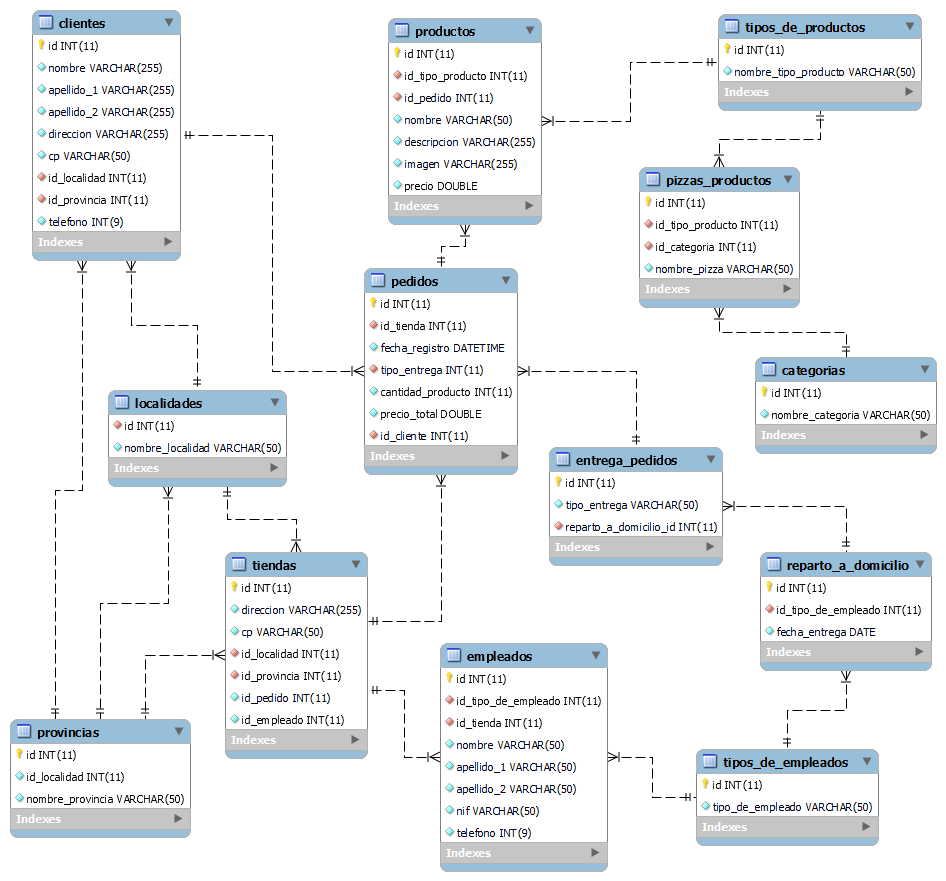 clientes
id INT(11)
nombre VARCHAR(255)
apellido_1 VARCHAR(255)
apellido_2 VARCHAR(255)
direccion VARCHAR(255)
cp VARCHAR(50)
id_localidad INT(11)
id_provincia INT(11)
telefono INT(9)
Indexes
productos
id INT(11)
id_tipo_producto INT(11)
id_pedido INT(11)
nombre VARCHAR(50)
descripcion VARCHAR(255)
imagen VARCHAR(255)
precio DOUBLE
Indexes
tipos_de_productos
id INT(11)
nombre_tipo_producto VARCHAR(50)
Indexes
pizzas_productos
id INT(11)
id_tipo_producto INT(11)
id_categoria INT(11)
nombre_pizza VARCHAR(50)
Indexes
pedidos
id INT(11)
id_tienda INT(11)
fecha_registro DATETIME
tipo_entrega INT(11)
cantidad_producto INT(11)
precio_total DOUBLE
id_cliente INT(11)
Indexes
categorias
id INT(11)
nombre_categoria VARCHAR(50)
Indexes
localidades
id INT(11)
nombre_localidad VARCHAR(50)
Indexes
entrega_pedidos
id INT(11)
tipo_entrega VARCHAR(50)
reparto_a_domicilio_id INT(11)
Indexes
tiendas
id INT(11)
direccion VARCHAR(255)
cp VARCHAR(50)
id_localidad INT(11)
id_provincia INT(11)
id_pedido INT(11)
id_empleado INT(11)
Indexes
reparto_a_domicilio
id INT(11)
id_tipo_de_empleado INT(11)
fecha_entrega DATE
Indexes
empleados
id INT(11)
id_tipo_de_empleado INT(11)
id_tienda INT(11)
nombre VARCHAR(50)
apellido_1 VARCHAR(50)
apellido_2 VARCHAR(50)
nif VARCHAR(50)
telefono INT(9)
Indexes
provincias
id INT(11)
id_localidad INT(11)
nombre_provincia VARCHAR(50)
Indexes
tipos_de_empleados
id INT(11)
tipo_de_empleado VARCHAR(50)
Indexes